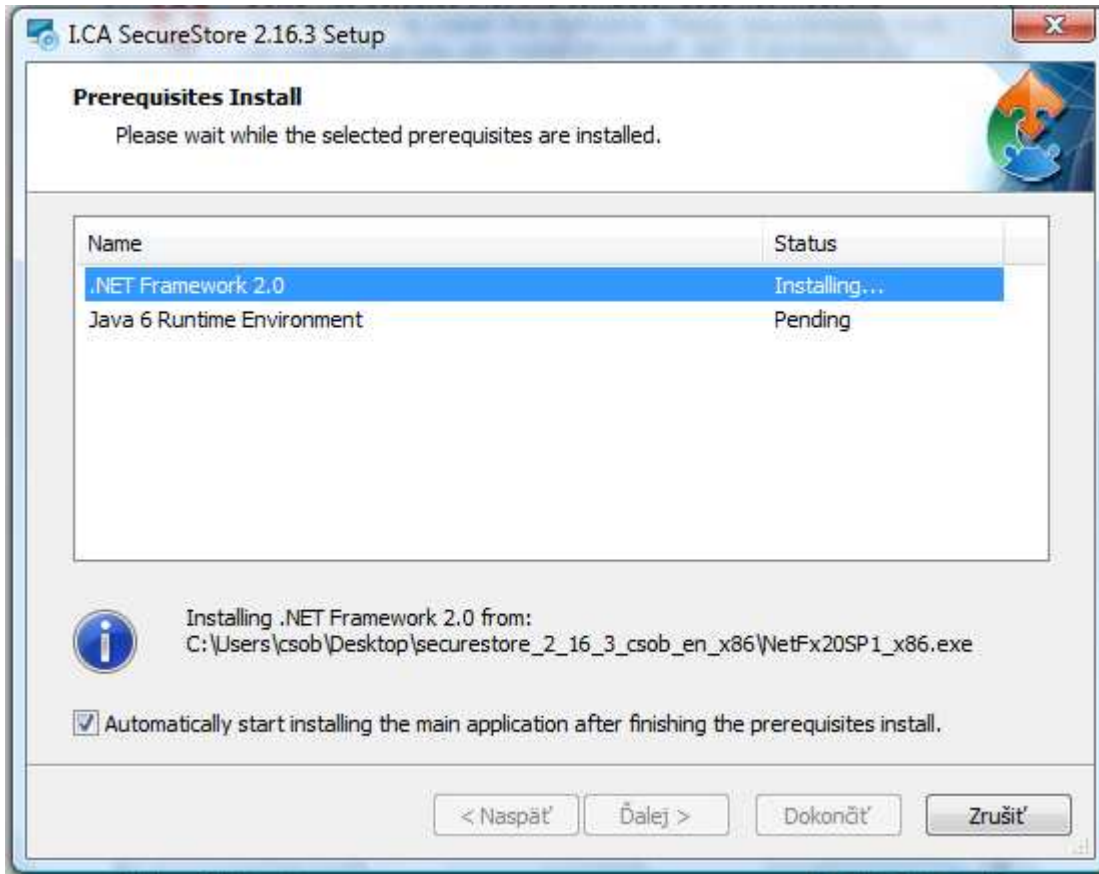 I.CA SecureStore 2.16.3 Setup
Prerequisites Install
Please wait while the selected prerequisites are installed.
Name Status
.NET Framework 2.0 Installing...
Java 6 Runtime Environment Pending
Installing .NET Framework 2.0 from:
C:\Users\csob\Desktop\securestore_2_16_3_csob_en_x86\NetFx20SP1_x86.exe
Automatically start installing the main application after finishing the prerequisites install.
< Naspäť Ďalej > Dokončiť Zrušiť